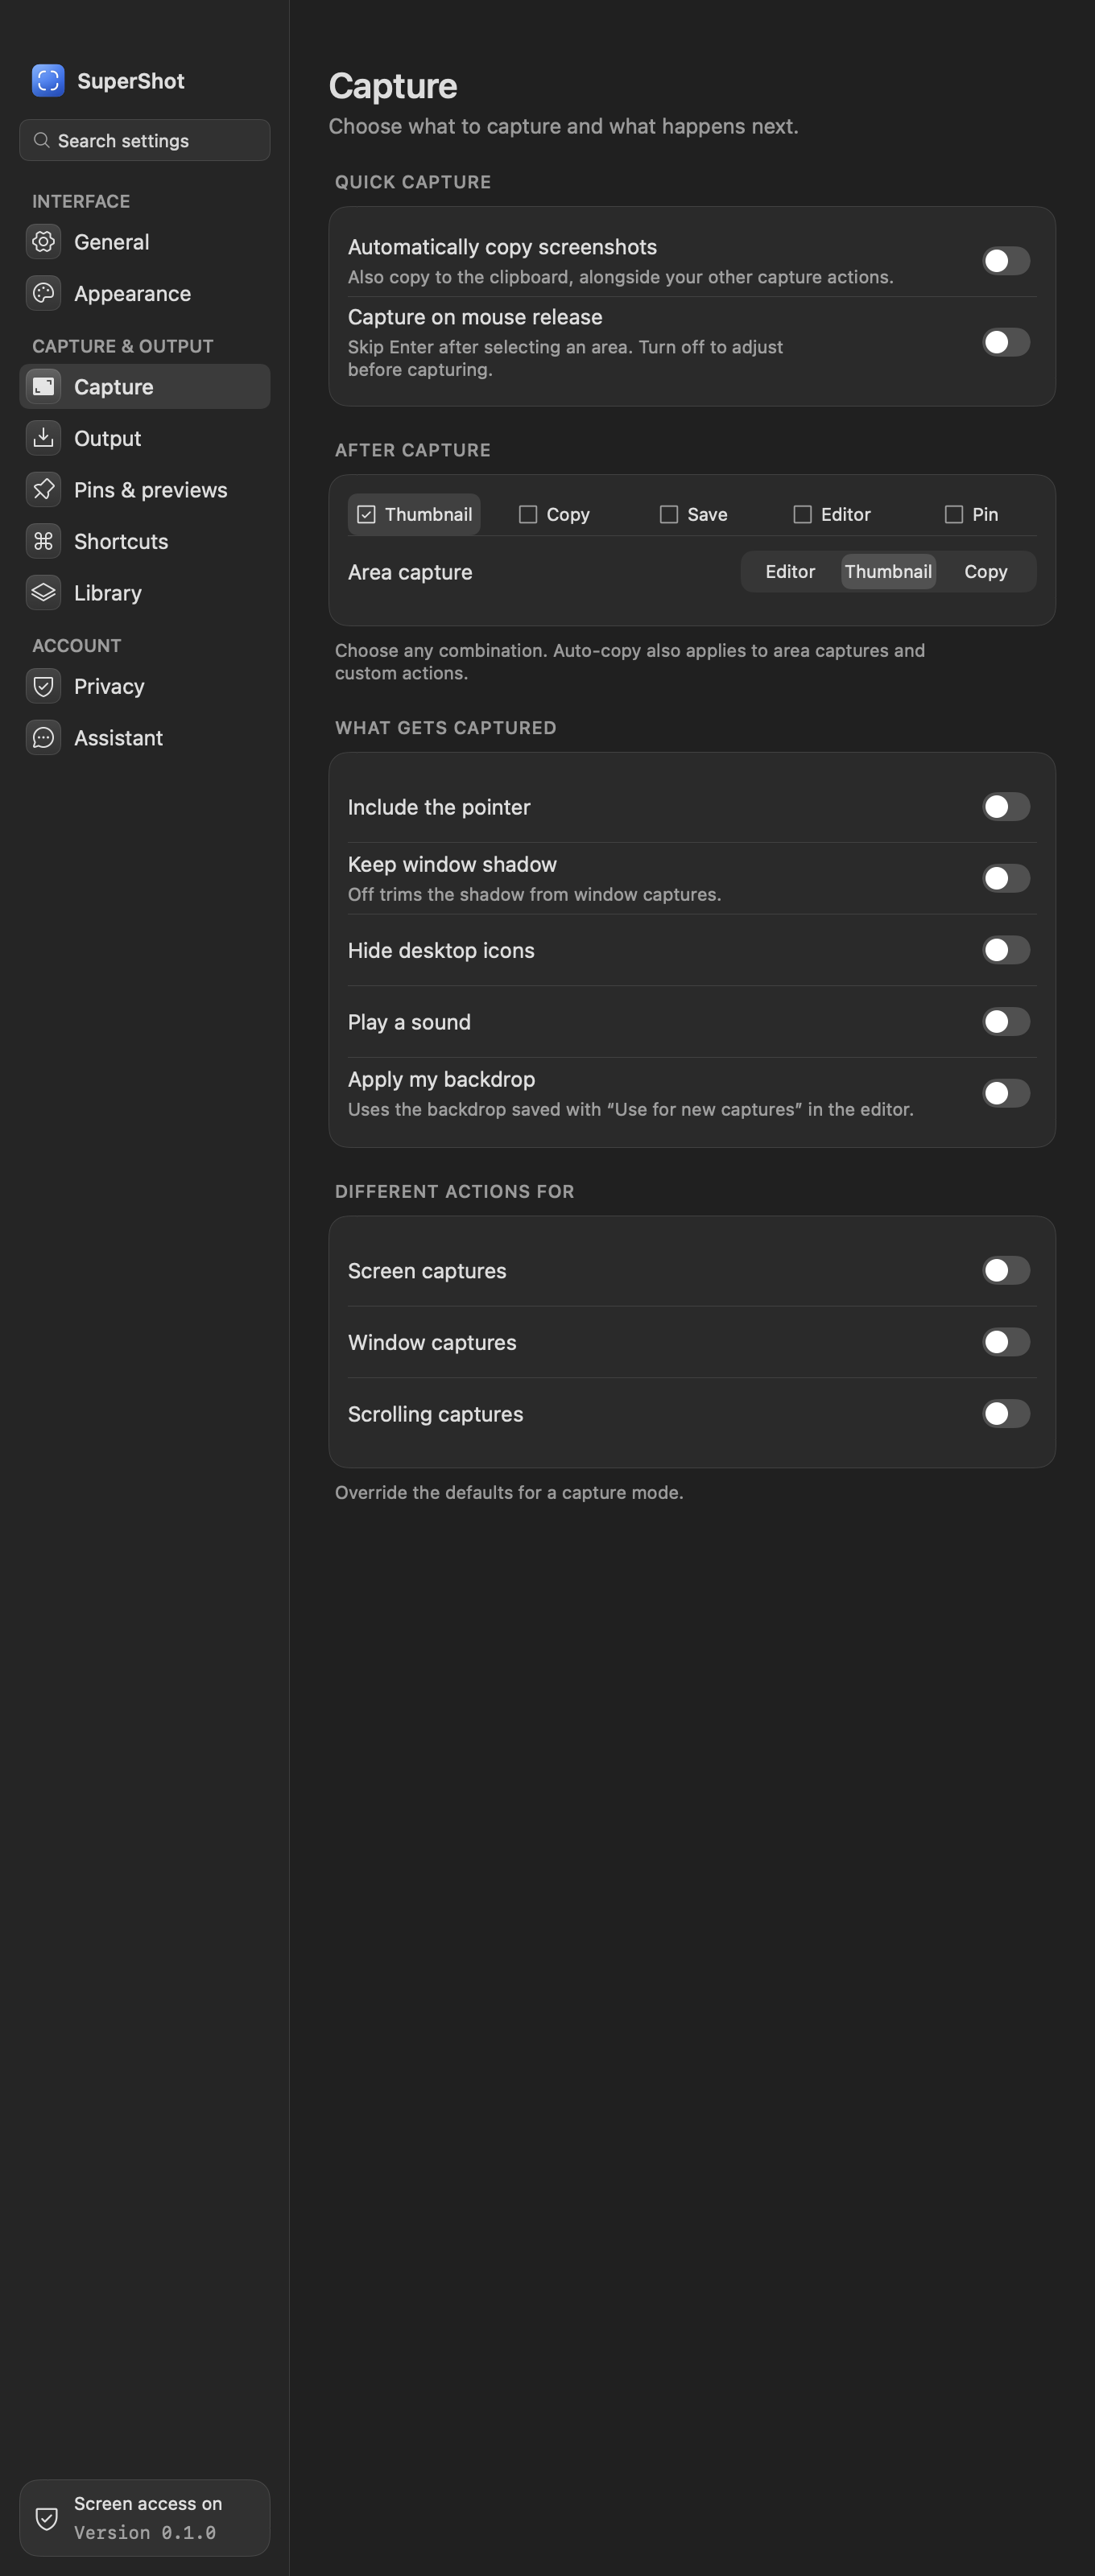 SuperShot
Search settings
INTERFACE
General
Appearance
CAPTURE & OUTPUT
Capture
Output
Pins & previews
Shortcuts
Library
ACCOUNT
Privacy
Assistant
Screen access on
Version 0.1.0
Capture
Choose what to capture and what happens next.
QUICK CAPTURE
Automatically copy screenshots
Also copy to the clipboard, alongside your other capture actions.
Capture on mouse release
Skip Enter after selecting an area. Turn off to adjust
before capturing.
AFTER CAPTURE
Thumbnail Copy Save Editor Pin
Area capture Editor Thumbnail Copy
Choose any combination. Auto-copy also applies to area captures and
custom actions.
WHAT GETS CAPTURED
Include the pointer
Keep window shadow
Off trims the shadow from window captures.
Hide desktop icons
Play a sound
Apply my backdrop
Uses the backdrop saved with “Use for new captures” in the editor.
DIFFERENT ACTIONS FOR
Screen captures
Window captures
Scrolling captures
Override the defaults for a capture mode.